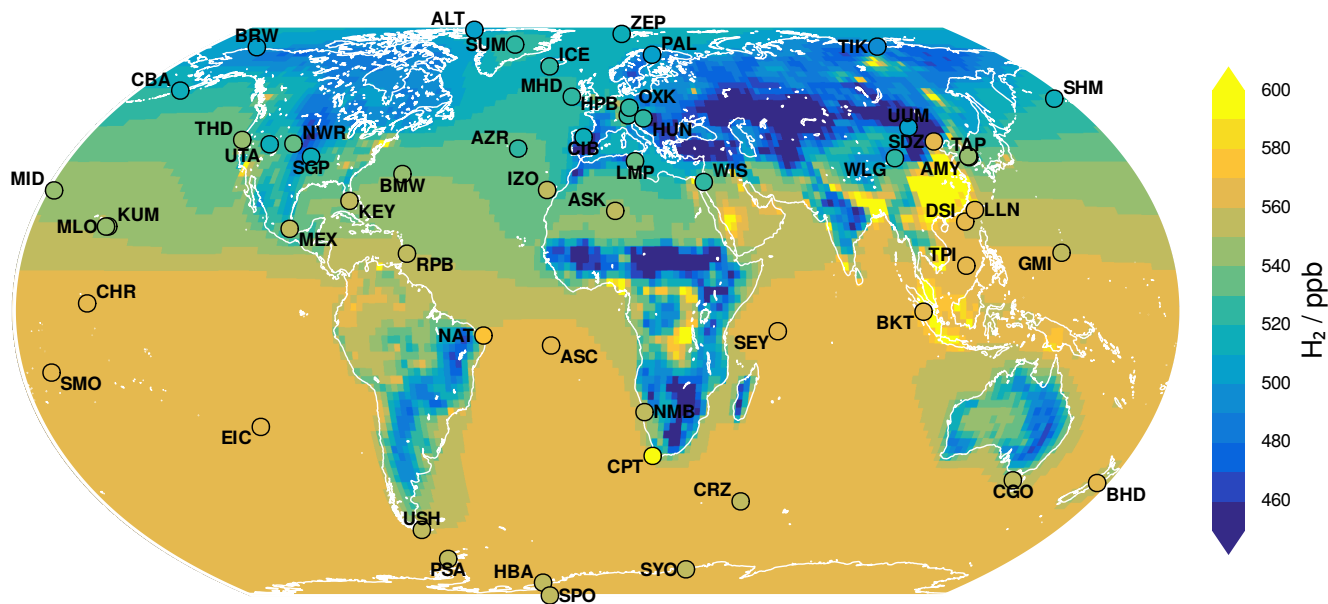 ALT
ZEP
BRW
SUM
PAL
TIK
ICE
CBA
MHD
HPB
OXK
SHM
THD
NWR
UTA
SGP
AZR
CIB
HUN
UUM
SDZ
TAP
AMY
WLG
LMP
WIS
MID
BMW
IZO
ASK
KEY
DSI
LLN
MLO
KUM
MEX
RPB
TPI
GMI
CHR
NAT
ASC
SEY
BKT
SMO
EIC
NMB
CPT
CRZ
CGO
BHD
USH
PSA
HBA
SYO
SPO
600
580
560
540
520
500
480
460
H₂ / ppb